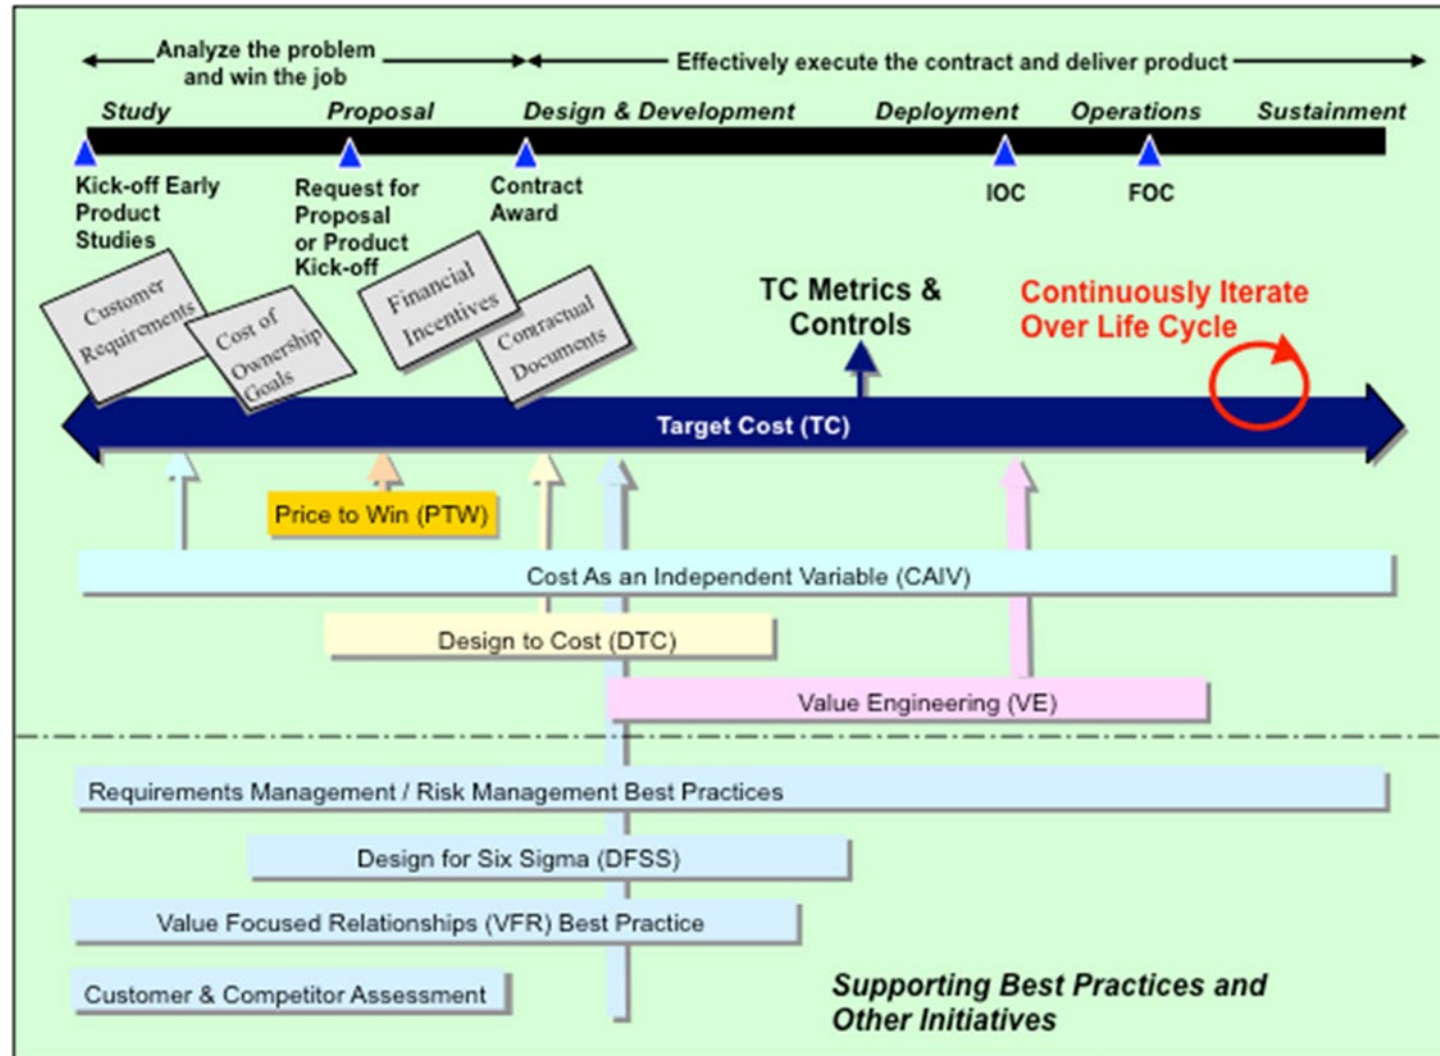 Analyze the problem
and win the job
Effectively execute the contract and deliver product
Study
Proposal
Design & Development
Deployment
Operations
Sustainment
Kick-off Early
Product
Studies
Request for
Proposal
or Product
Kick-off
Contract
Award
IOC
FOC
Customer
Requirements
Cost of
Ownership
Goals
Financial
Incentives
Contractual
Documents
TC Metrics &
Controls
Continuously Iterate
Over Life Cycle
Target Cost (TC)
Price to Win (PTW)
Cost As an Independent Variable (CAIV)
Design to Cost (DTC)
Value Engineering (VE)
Requirements Management / Risk Management Best Practices
Design for Six Sigma (DFSS)
Value Focused Relationships (VFR) Best Practice
Customer & Competitor Assessment
Supporting Best Practices and
Other Initiatives